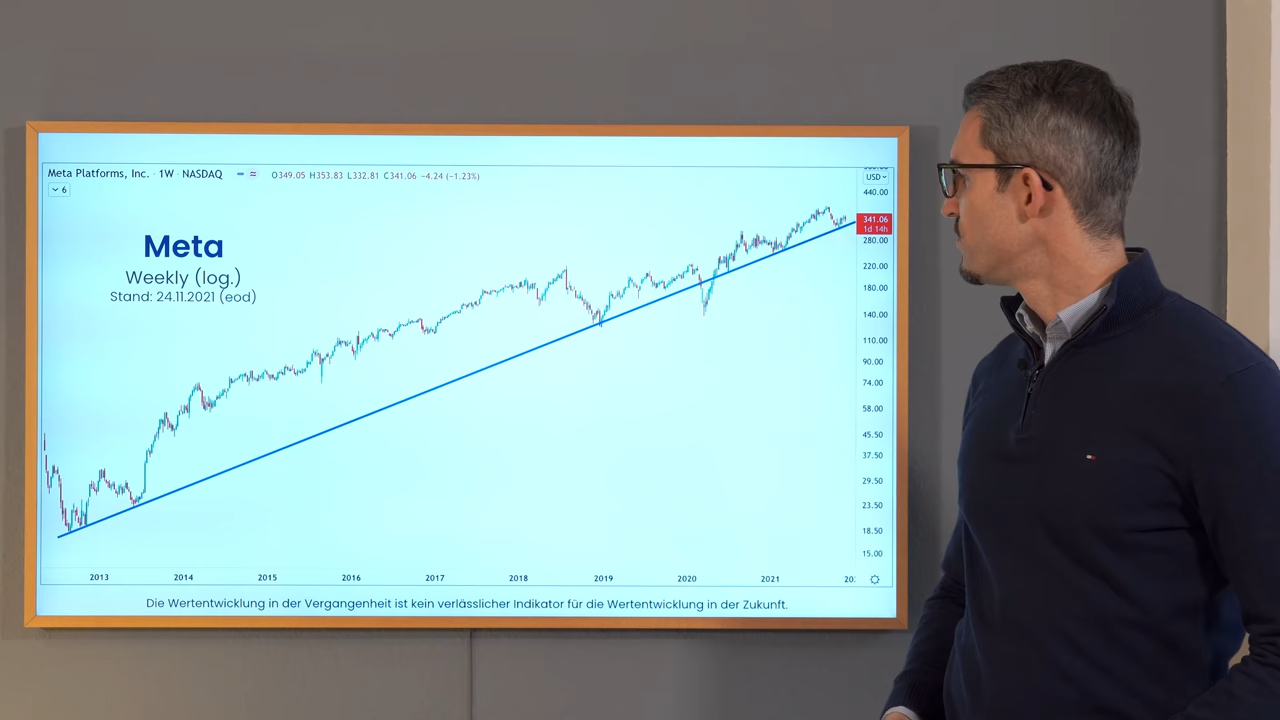 Meta Platforms, Inc. · 1W · NASDAQ O349.05 H353.83 L332.81 C341.06 −4.24 (−1.23%)
6
USD
440.00
Meta
Weekly (log.)
Stand: 24.11.2021 (eod)
341.06
1d 14h
280.00
220.00
180.00
140.00
110.00
90.00
74.00
58.00
45.50
37.50
29.50
23.50
18.50
15.00
2013 2014 2015 2016 2017 2018 2019 2020 2021
Die Wertentwicklung in der Vergangenheit ist kein verlässlicher Indikator für die Wertentwicklung in der Zukunft.